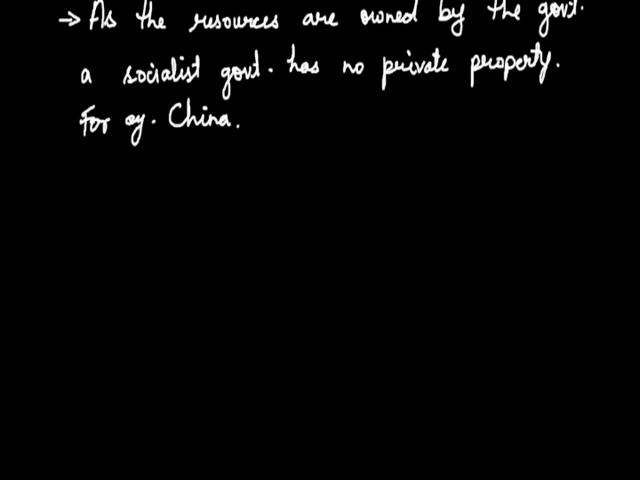 → As the resources are owned by the govt.
a socialist govt. has no private property.
For eg. China.